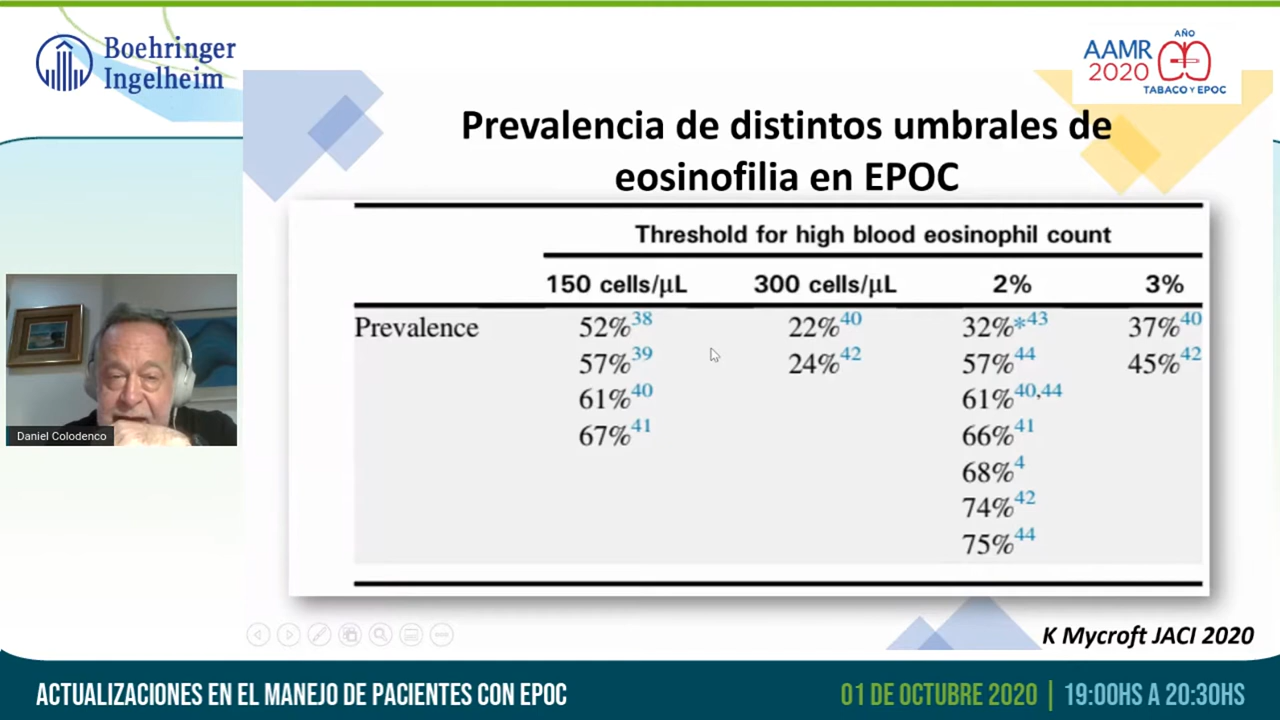 Boehringer
Ingelheim
AÑO
AAMR
2020
TABACO Y EPOC
Prevalencia de distintos umbrales de
eosinofilia en EPOC
Threshold for high blood eosinophil count
150 cells/μL 300 cells/μL 2% 3%
Prevalence 52%38 22%40 32%*43 37%40
57%39 24%42 57%44 45%42
61%40 61%40,44
67%41 66%41
68%4
74%42
75%44
Daniel Colodenco
K Mycroft JACI 2020
ACTUALIZACIONES EN EL MANEJO DE PACIENTES CON EPOC
01 DE OCTUBRE 2020 | 19:00HS A 20:30HS